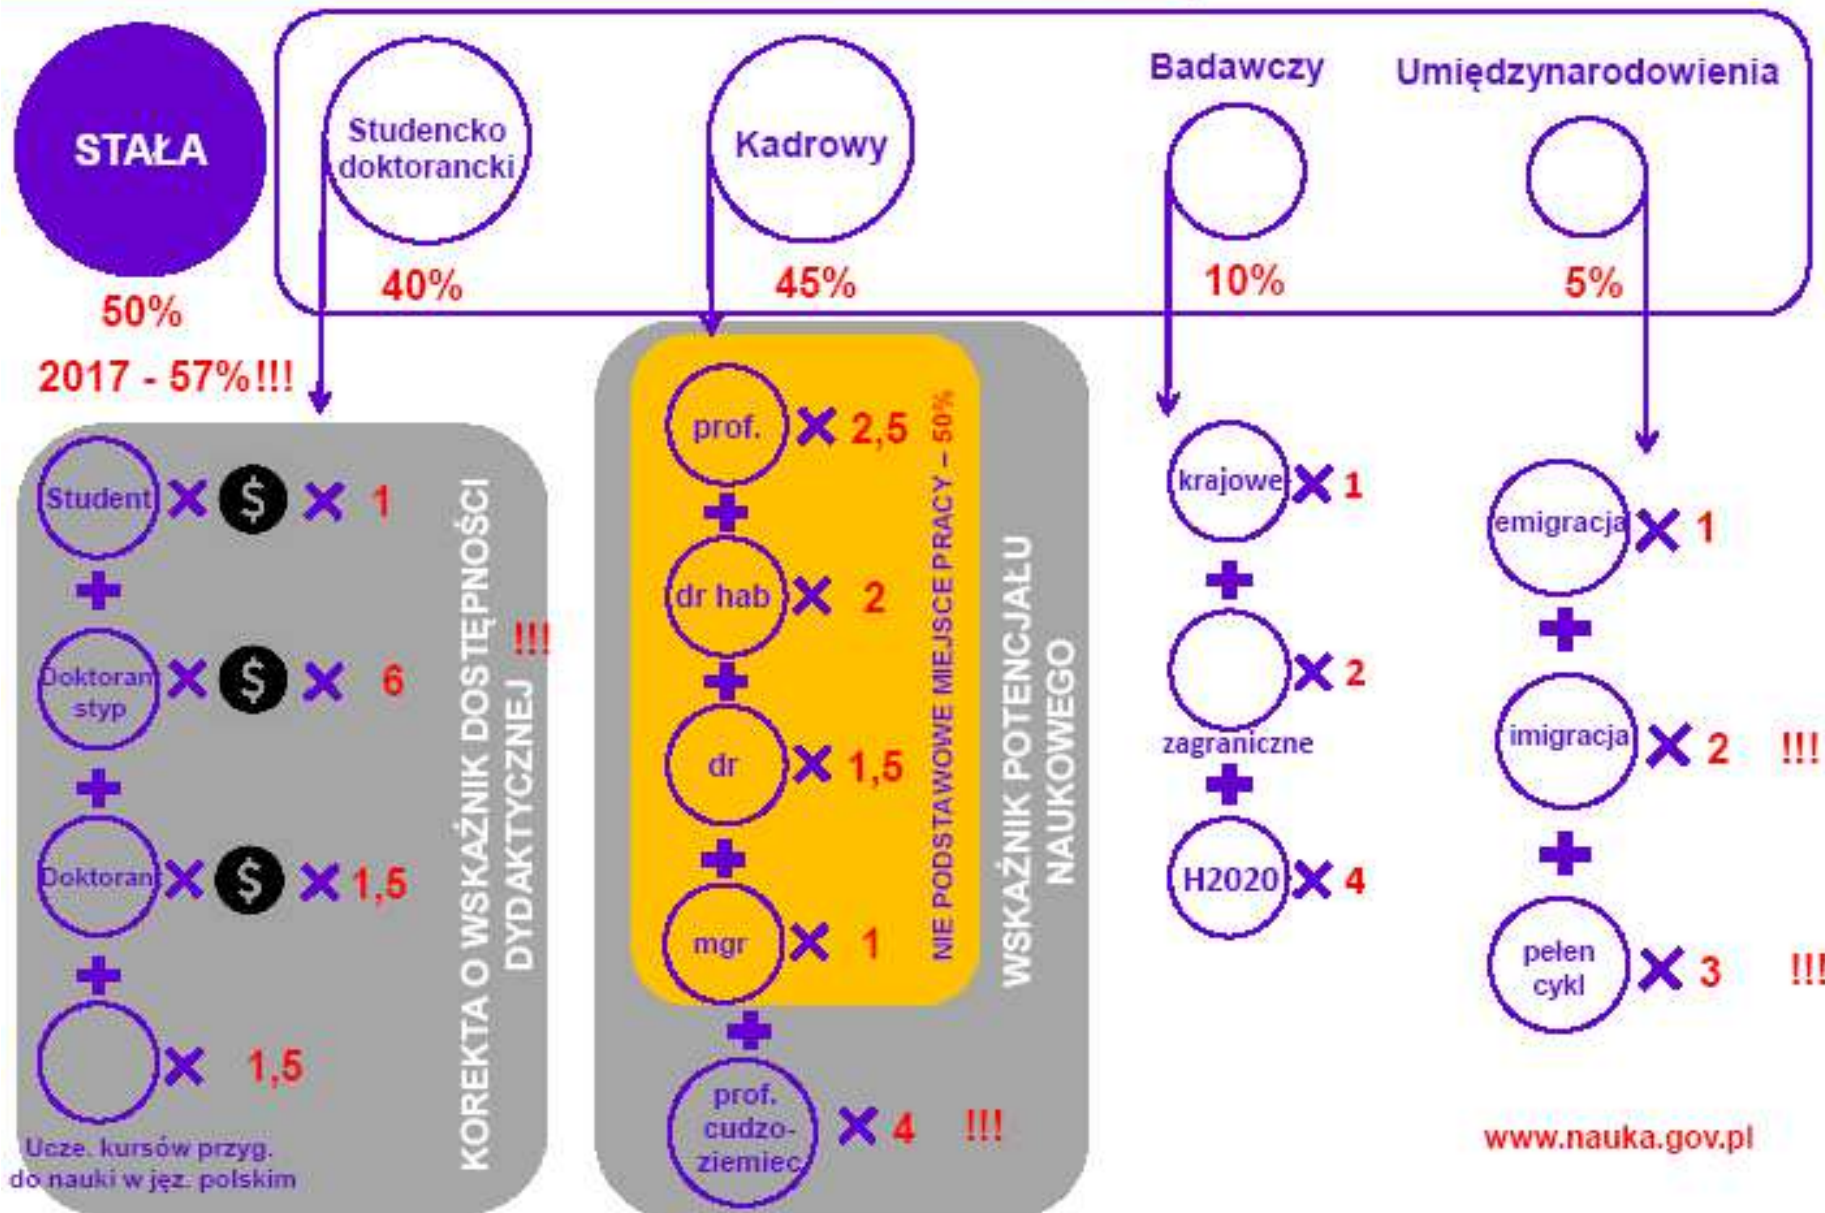 STAŁA
50%
2017 - 57%!!!
Studencko
doktorancki
40%
Kadrowy
45%
Badawczy
10%
Umiędzynarodowienia
5%
Student × $ × 1
+
Doktoran
styp
× $ × 6
+
Doktoran × $ × 1,5
+
× 1,5
Ucze. kursów przyg.
do nauki w jęz. polskim
KOREKTA O WSKAŹNIK DOSTĘPNOŚCI
DYDAKTYCZNEJ
!!!
prof. × 2,5
+
dr hab × 2
+
dr × 1,5
+
mgr × 1
NIE PODSTAWOWE MIEJSCE PRACY – 50%
+
prof.
cudzo-
ziemiec
× 4 !!!
WSKAŹNIK POTENCJAŁU
NAUKOWEGO
krajowe × 1
+
× 2
zagraniczne
+
H2020 × 4
emigracja × 1
+
imigracja × 2 !!!
+
pełen
cykl
× 3 !!!
www.nauka.gov.pl